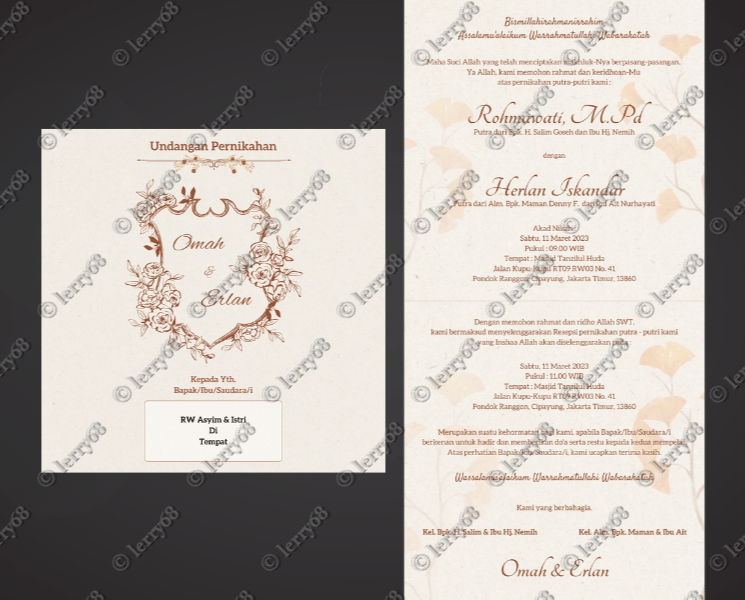 Undangan Pernikahan
Omah
&
Erlan
Kepada Yth.
Bapak/Ibu/Saudara/i
RW Asyim & Istri
Di
Tempat
Bismillahirahmanirrahim
Assalamu'alaikum Warrahmatullahi Wabarakatuh
Maha Suci Allah yang telah menciptakan makhluk-Nya berpasang-pasangan.
Ya Allah, kami memohon rahmat dan keridhoan-Mu
atas pernikahan putra-putri kami :
Rohmawati, M.Pd
Putra dari Bpk. H. Salim Goseh dan Ibu Hj. Nemih
dengan
Herlan Iskandar
Putra dari Alm. Bpk. Maman Denny F. dan Ibu Ait Nurhayati
Akad Nikah
Sabtu, 11 Maret 2023
Pukul : 09.00 WIB
Tempat : Masjid Tanzilul Huda
Jalan Kupu-Kupu RT09 RW03 No. 41
Pondok Ranggon, Cipayung, Jakarta Timur, 13860
Dengan memohon rahmat dan ridho Allah SWT,
kami bermaksud menyelenggarakan Resepsi pernikahan putra - putri kami
yang Insbaa Allah akan diselenggarakan pada :
Sabtu, 11 Maret 2023
Pukul : 11.00 WIB
Tempat : Masjid Tanzilul Huda
Jalan Kupu-Kupu RT09 RW03 No. 41
Pondok Ranggon, Cipayung, Jakarta Timur, 13860
Merupakan suatu kehormatan bagi kami, apabila Bapak/Ibu/Saudara/i
berkenan untuk hadir dan memberikan do'a serta restu kepada kedua mempelai
Atas perhatian Bapak/Ibu/Saudara/i, kami ucapkan terima kasih.
Wassalamu'alaikum Warrahmatullahi Wabarakatuh
Kami yang berbahagia,
Kel. Bpk. H. Salim & Ibu Hj. Nemih
Kel. Alm. Bpk. Maman & Ibu Ait
Omah & Erlan
© lerry68